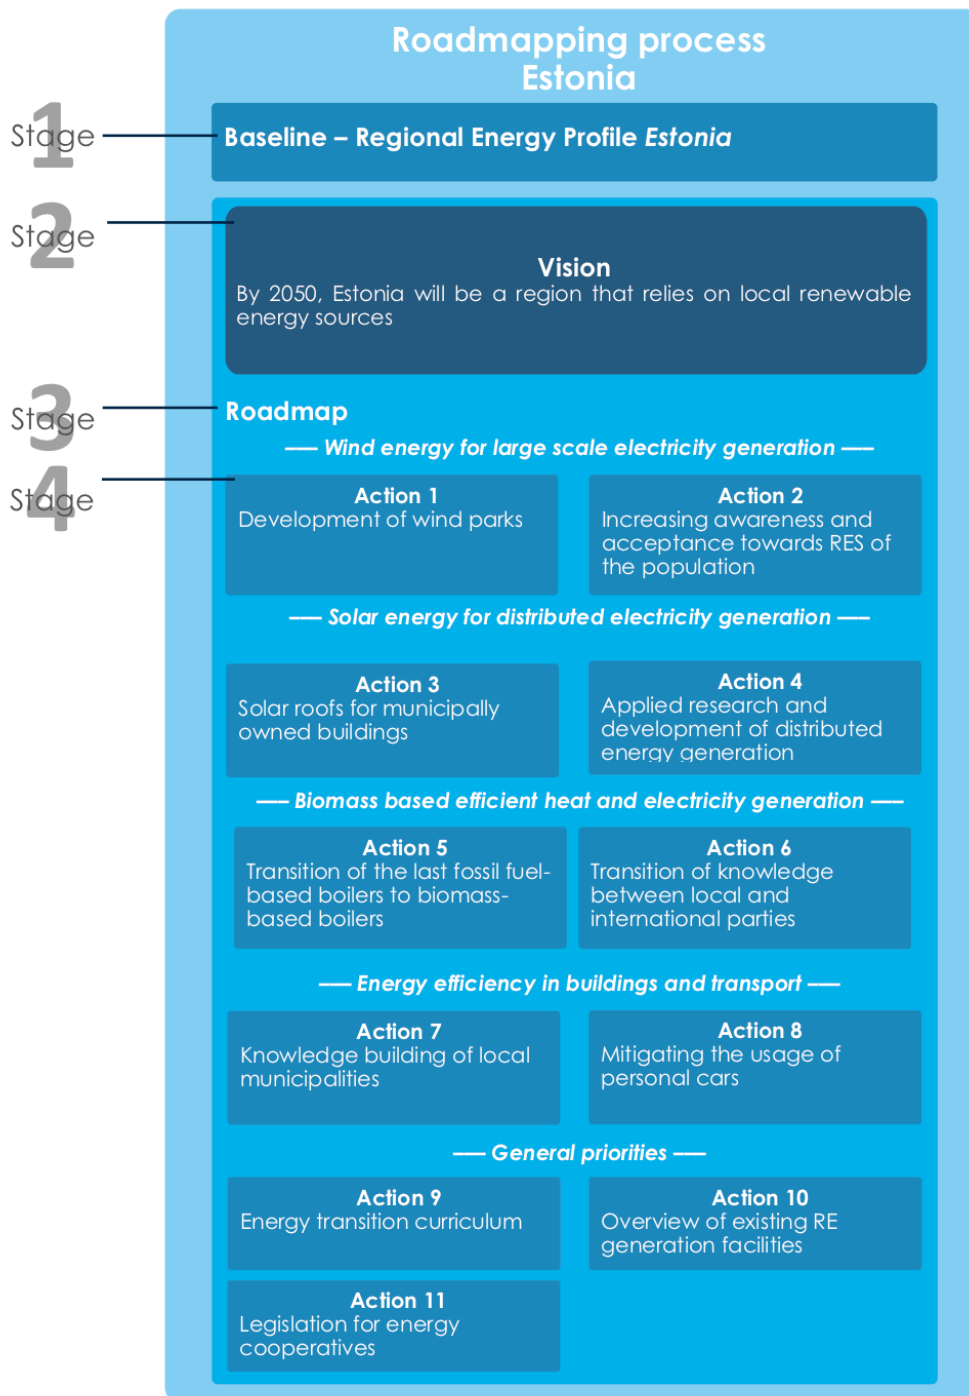 Roadmapping process
Estonia
Stage 1
Baseline – Regional Energy Profile Estonia
Stage 2
Vision
By 2050, Estonia will be a region that relies on local renewable
energy sources
Stage 3
Roadmap
Wind energy for large scale electricity generation
Stage 4
Action 1
Development of wind parks
Action 2
Increasing awareness and
acceptance towards RES of
the population
Solar energy for distributed electricity generation
Action 3
Solar roofs for municipally
owned buildings
Action 4
Applied research and
development of distributed
energy generation
Biomass based efficient heat and electricity generation
Action 5
Transition of the last fossil fuel-
based boilers to biomass-
based boilers
Action 6
Transition of knowledge
between local and
international parties
Energy efficiency in buildings and transport
Action 7
Knowledge building of local
municipalities
Action 8
Mitigating the usage of
personal cars
General priorities
Action 9
Energy transition curriculum
Action 10
Overview of existing RE
generation facilities
Action 11
Legislation for energy
cooperatives